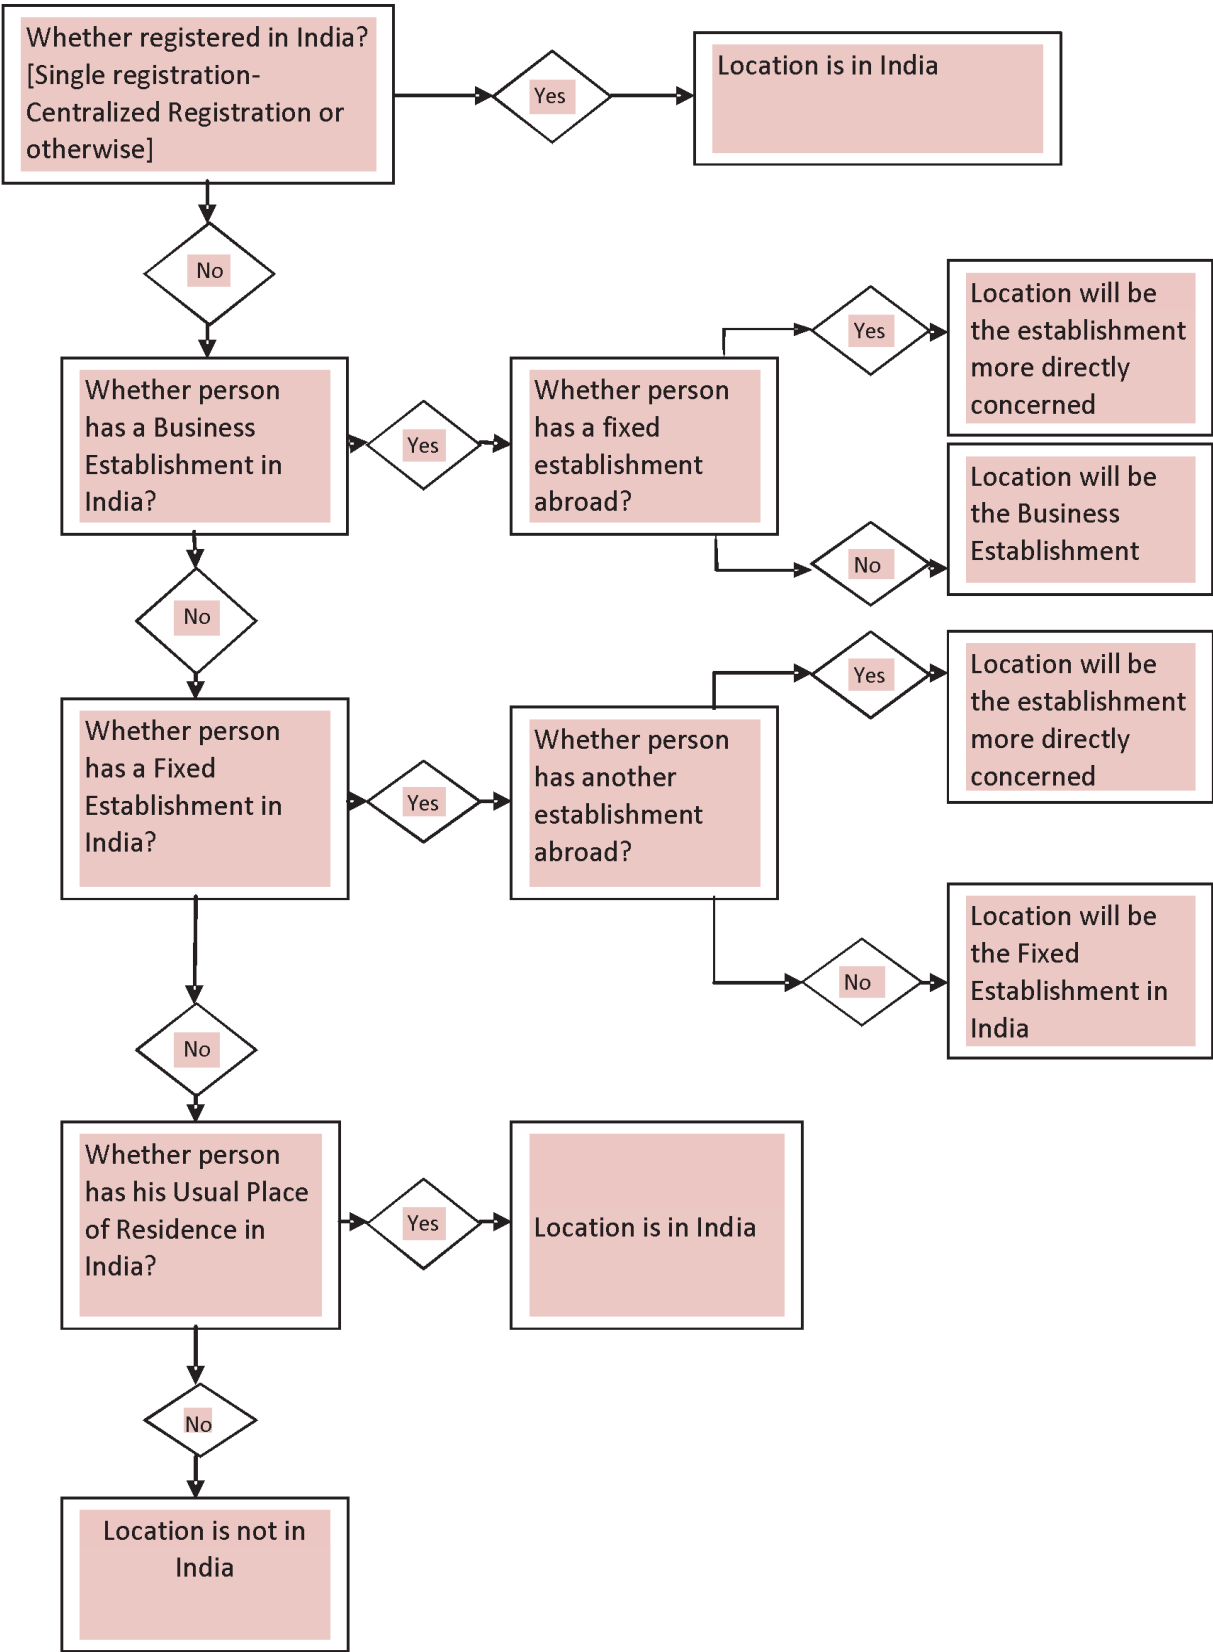 Whether registered in India?
[Single registration-
Centralized Registration or
otherwise]
Yes
Location is in India
No
Whether person
has a Business
Establishment in
India?
Yes
Whether person
has a fixed
establishment
abroad?
Yes
Location will be
the establishment
more directly
concerned
No
Location will be
the Business
Establishment
No
Whether person
has a Fixed
Establishment in
India?
Yes
Whether person
has another
establishment
abroad?
Yes
Location will be
the establishment
more directly
concerned
No
Location will be
the Fixed
Establishment in
India
No
Whether person
has his Usual Place
of Residence in
India?
Yes
Location is in India
No
Location is not in
India